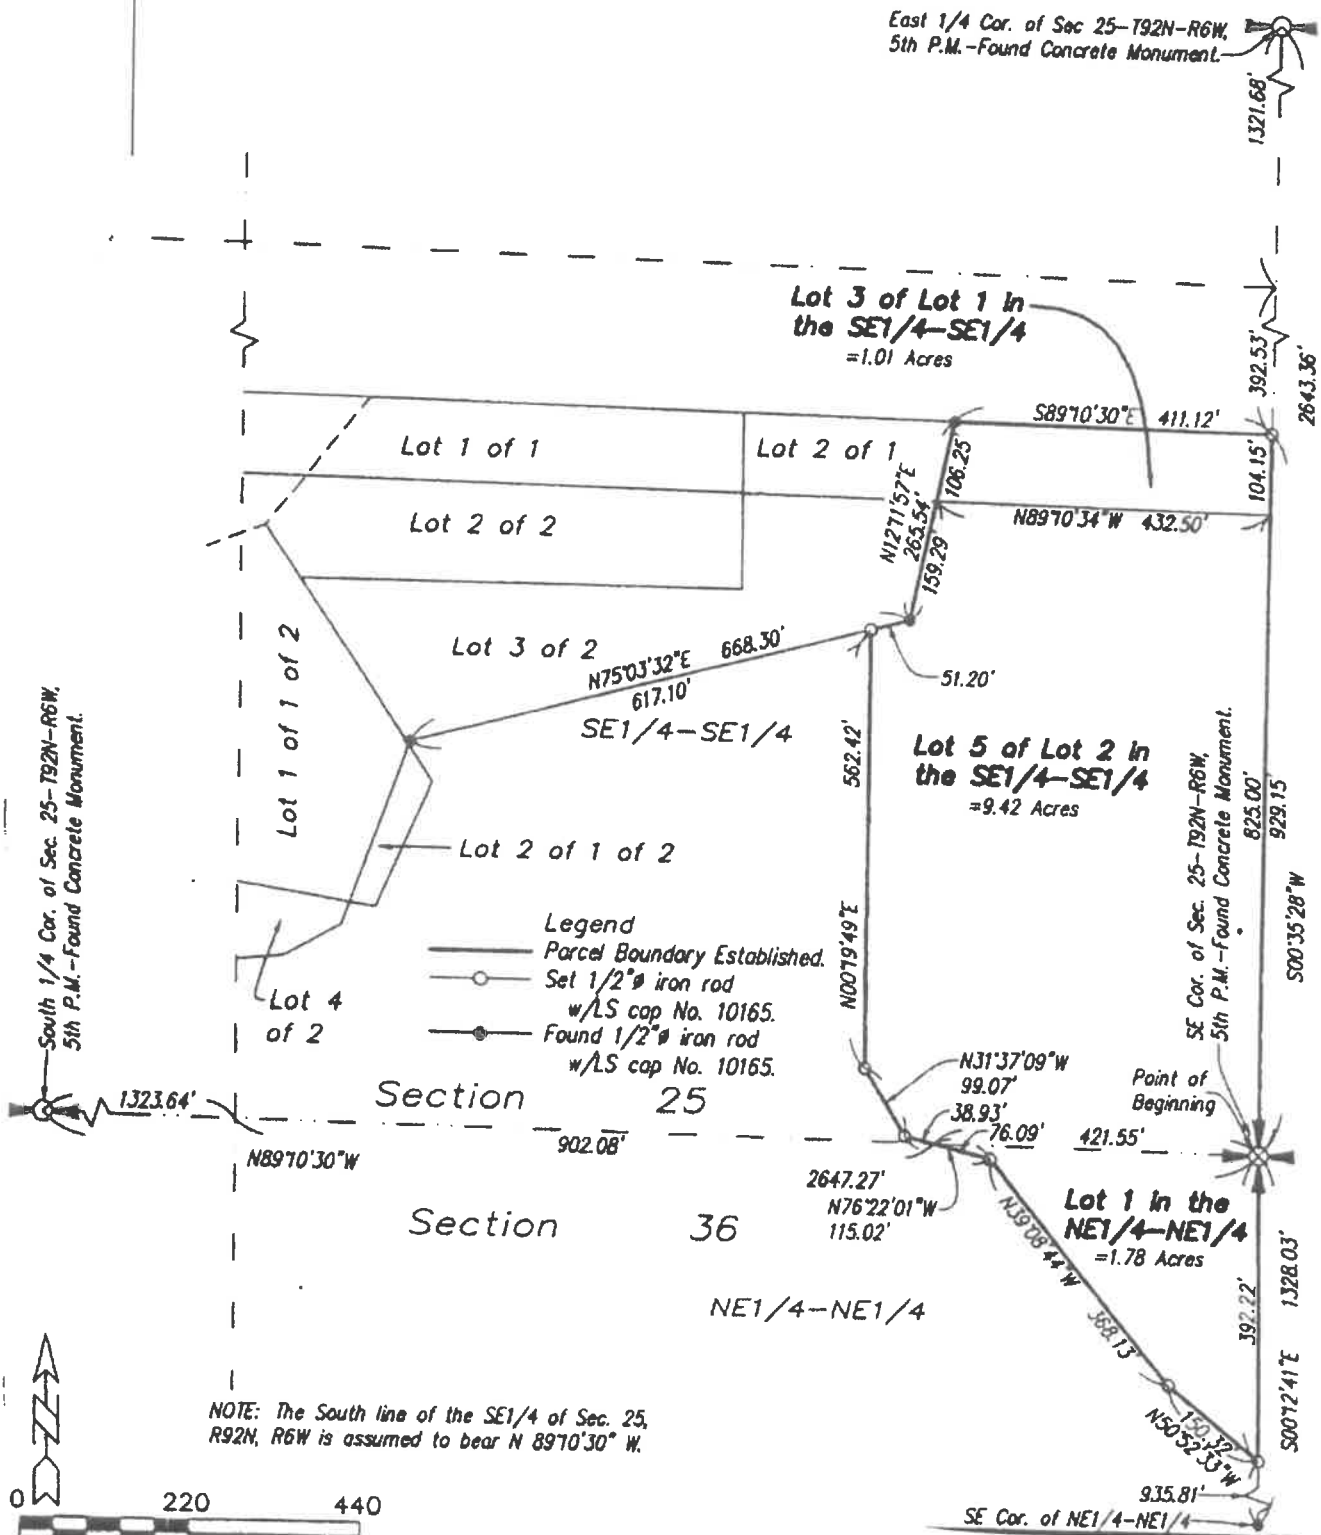 East 1/4 Cor. of Sec 25-T92N-R6W,
5th P.M.-Found Concrete Monument.
1321.68'
Lot 3 of Lot 1 in
the SE1/4-SE1/4
=1.01 Acres
392.53'
2643.36'
S89°10'30"E 411.12'
Lot 1 of 1
Lot 2 of 1
106.25
104.15'
N12°11'57"E
265.54'
159.29
N89°10'34"W 432.50'
Lot 2 of 2
Lot 3 of 2
668.30'
N75°03'32"E
617.10'
51.20'
SE1/4-SE1/4
Lot 1 of 1 of 2
South 1/4 Cor. of Sec. 25-T92N-R6W,
5th P.M.-Found Concrete Monument.
562.42'
Lot 5 of Lot 2 in
the SE1/4-SE1/4
=9.42 Acres
SE Cor. of Sec. 25-T92N-R6W,
5th P.M.-Found Concrete Monument.
825.00'
929.15'
S00°35'28"W
Lot 2 of 1 of 2
N00°19'49"E
Legend
Parcel Boundary Established.
Set 1/2"ø iron rod
w/LS cap No. 10165.
Found 1/2"ø iron rod
w/LS cap No. 10165.
Lot 4
of 2
N31°37'09"W
99.07'
Point of
Beginning
Section 25
1323.64'
38.93'
76.09'
421.55'
902.08'
N89°10'30"W
2647.27'
N76°22'01"W
115.02'
Lot 1 in the
NE1/4-NE1/4
=1.78 Acres
Section 36
N39°08'44"W
368.13'
392.22'
1328.03'
S00°12'41"E
NE1/4-NE1/4
150.32'
N50°52'33"W
NOTE: The South line of the SE1/4 of Sec. 25,
R92N, R6W is assumed to bear N 89°10'30" W.
N
935.81'
0 220 440
SE Cor. of NE1/4-NE1/4